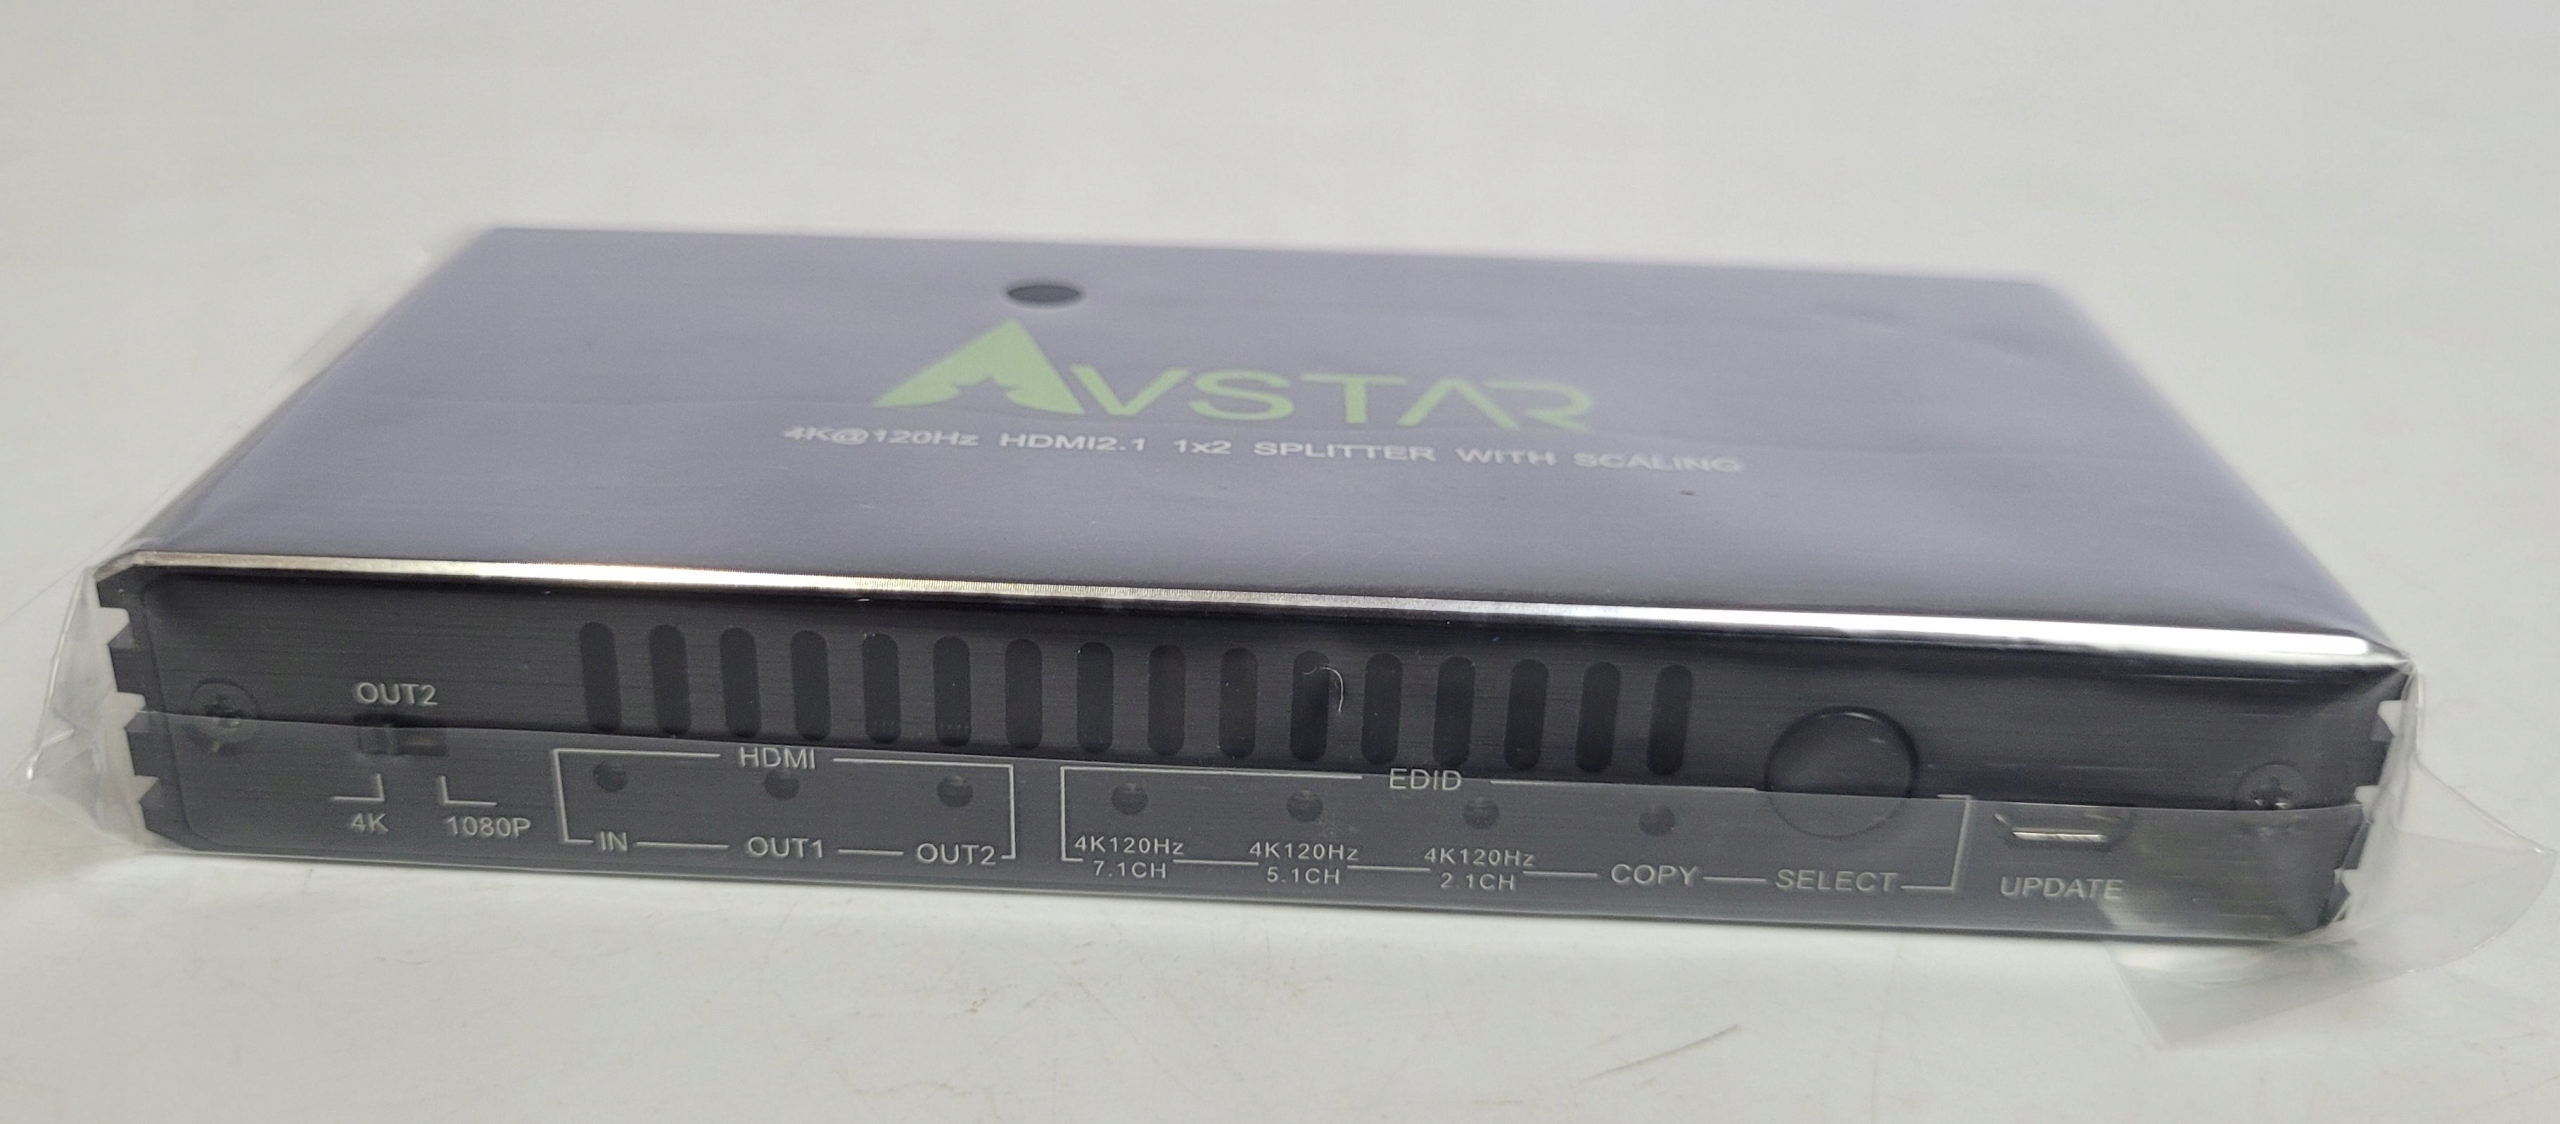 AVSTAR
4K@120Hz HDMI2.1 1x2 SPLITTER WITH SCALING
OUT2
4K 1080P
HDMI
IN OUT1 OUT2
EDID
4K120Hz 7.1CH
4K120Hz 5.1CH
4K120Hz 2.1CH
COPY
SELECT
UPDATE